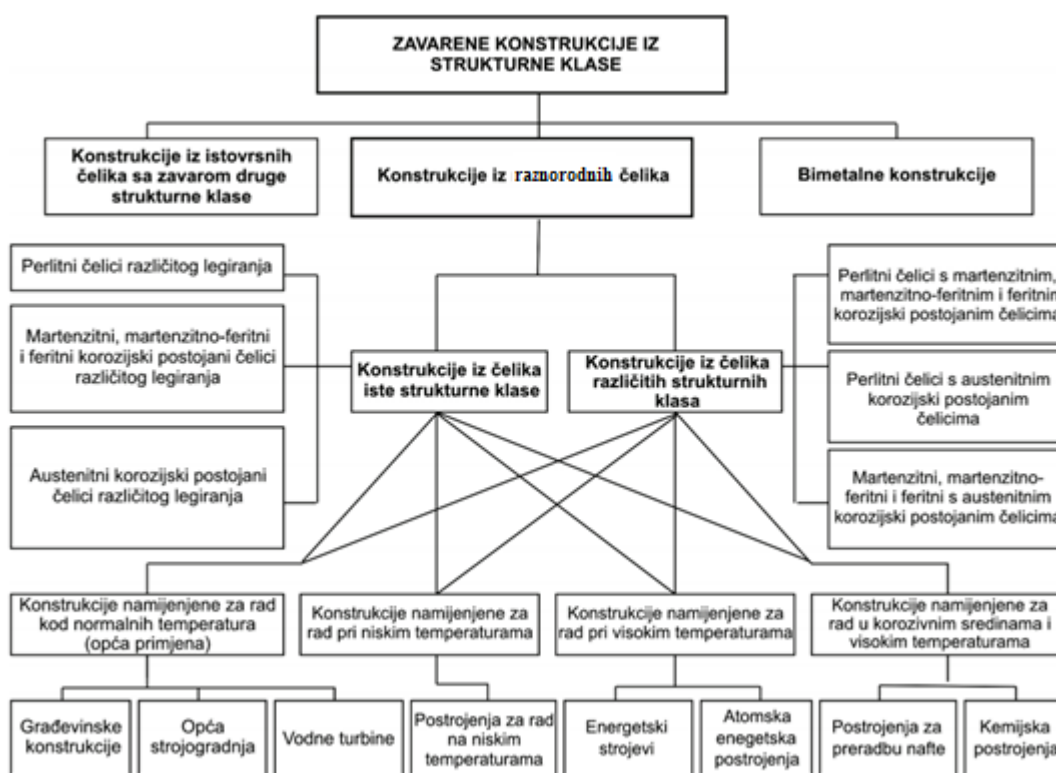 ZAVARENE KONSTRUKCIJE IZ
STRUKTURNE KLASE
Konstrukcije iz istovrsnih
čelika sa zavarom druge
strukturne klase
Konstrukcije iz raznorodnih čelika
Bimetalne konstrukcije
Perlitni čelici različitog legiranja
Martenzitni, martenzitno-feritni
i feritni korozijski postojani čelici
različitog legiranja
Austenitni korozijski postojani
čelici različitog legiranja
Konstrukcije iz čelika
iste strukturne klase
Konstrukcije iz čelika
različitih strukturnih
klasa
Perlitni čelici s martenzitnim,
martenzitno-feritnim i feritnim
korozijski postojanim čelicima
Perlitni čelici s austenitnim
korozijski postojanim
čelicima
Martenzitni, martenzitno-
feritni i feritni s austenitnim
korozijski postojanim čelicima
Konstrukcije namijenjene za rad
kod normalnih temperatura
(opća primjena)
Konstrukcije namijenjene za
rad pri niskim temperaturama
Konstrukcije namijenjene za
rad pri visokim temperaturama
Konstrukcije namijenjene za
rad u korozivnim sredinama i
visokim temperaturama
Građevinske
konstrukcije
Opća
strojogradnja
Vodne turbine
Postrojenja za rad
na niskim
temperaturama
Energetski
strojevi
Atomska
enegetska
postrojenja
Postrojenja za
preradbu nafte
Kemijska
postrojenja